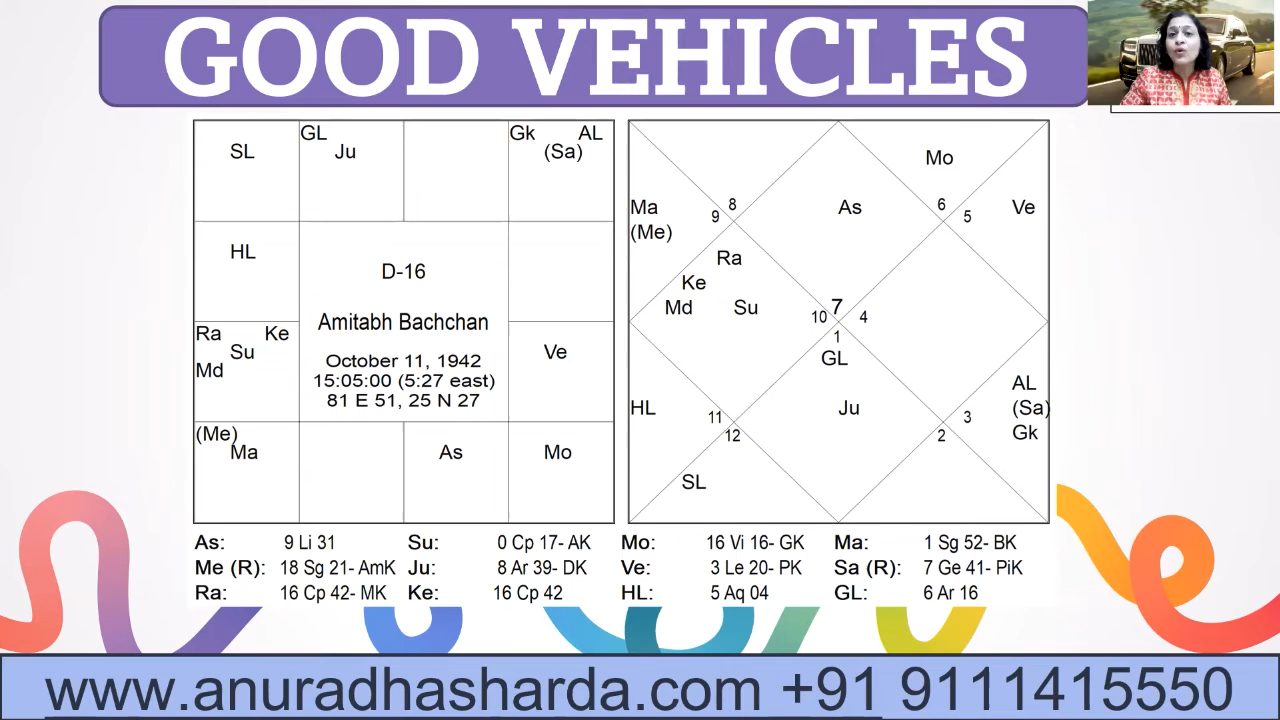 GOOD VEHICLES
SL
GL
Ju
Gk AL
(Sa)
HL
D-16
Amitabh Bachchan
October 11, 1942
15:05:00 (5:27 east)
81 E 51, 25 N 27
Ra Ke
Su
Md
Ve
(Me)
Ma
As
Mo
Mo
Ma
(Me)
9 8
As
6 5
Ve
Ra
Ke
Md Su
7
10 4
1
GL
HL
11
12
Ju
3
2
AL
(Sa)
Gk
SL
As: 9 Li 31 Su: 0 Cp 17- AK Mo: 16 Vi 16- GK Ma: 1 Sg 52- BK
Me (R): 18 Sg 21- AmK Ju: 8 Ar 39- DK Ve: 3 Le 20- PK Sa (R): 7 Ge 41- PiK
Ra: 16 Cp 42- MK Ke: 16 Cp 42 HL: 5 Aq 04 GL: 6 Ar 16
www.anuradhasharda.com +91 9111415550